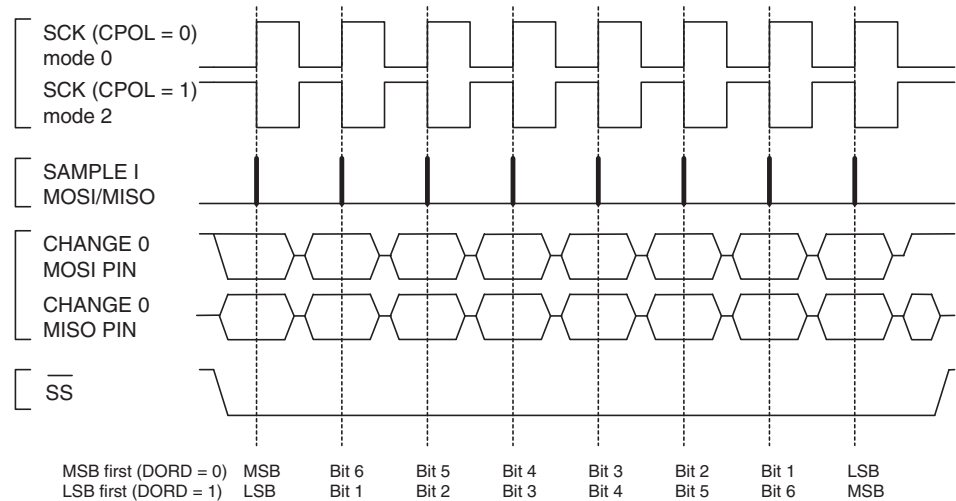 SCK (CPOL = 0)
mode 0
SCK (CPOL = 1)
mode 2
SAMPLE I
MOSI/MISO
CHANGE 0
MOSI PIN
CHANGE 0
MISO PIN
SS
MSB first (DORD = 0) MSB Bit 6 Bit 5 Bit 4 Bit 3 Bit 2 Bit 1 LSB
LSB first (DORD = 1) LSB Bit 1 Bit 2 Bit 3 Bit 4 Bit 5 Bit 6 MSB